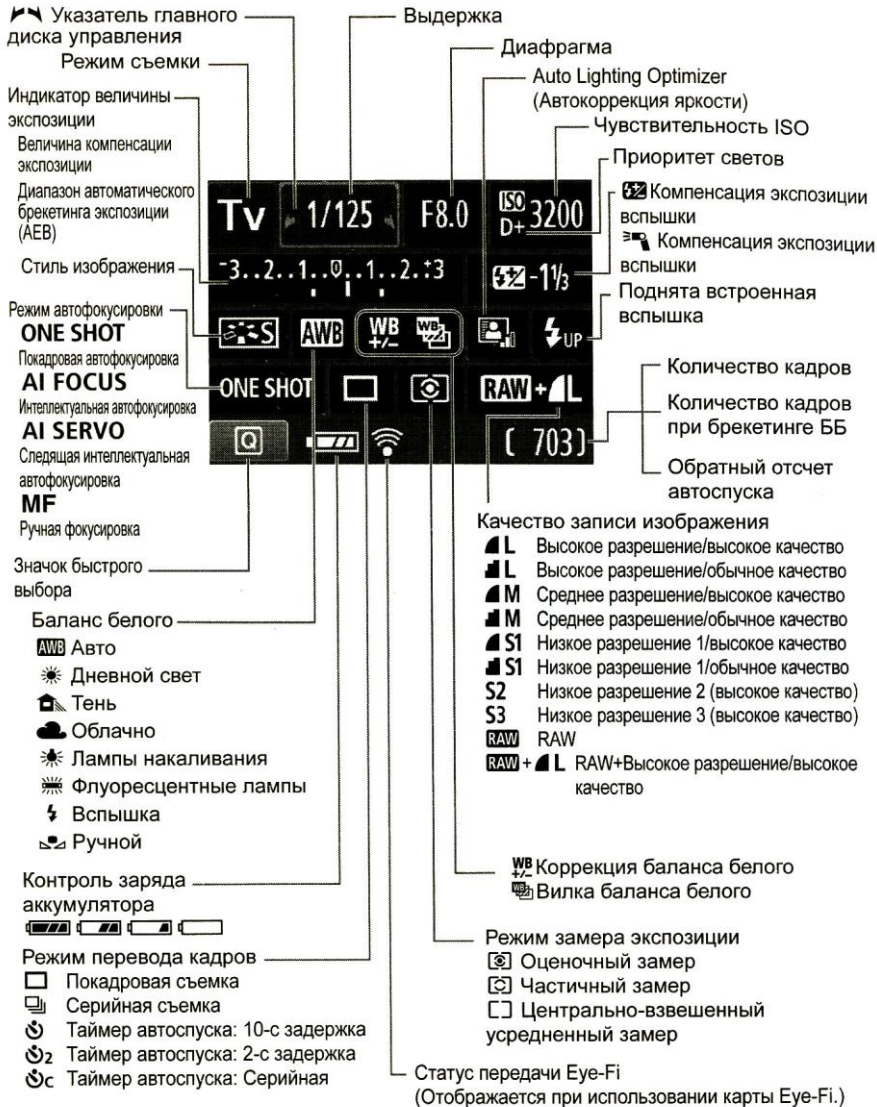 Указатель главного
диска управления
Режим съемки
Индикатор величины
экспозиции
Величина компенсации
экспозиции
Диапазон автоматического
брекетинга экспозиции
(AEB)
Стиль изображения
Режим автофокусировки
ONE SHOT
Покадровая автофокусировка
AI FOCUS
Интеллектуальная автофокусировка
AI SERVO
Следящая интеллектуальная
автофокусировка
MF
Ручная фокусировка
Значок быстрого
выбора
Выдержка
Диафрагма
Auto Lighting Optimizer
(Автокоррекция яркости)
Чувствительность ISO
Приоритет светов
Компенсация экспозиции
вспышки
Компенсация экспозиции
вспышки
Поднята встроенная
вспышка
Tv 1/125 F8.0 ISO D+ 3200
-3..2..1..0..1..2.+3 -1⅓
S AWB WB +/- WB UP
ONE SHOT RAW+L
Q [ 703]
Количество кадров
Количество кадров
при брекетинге ББ
Обратный отсчет
автоспуска
Баланс белого
AWB Авто
Дневной свет
Тень
Облачно
Лампы накаливания
Флуоресцентные лампы
Вспышка
Ручной
Контроль заряда
аккумулятора
Режим перевода кадров
Покадровая съемка
Серийная съемка
Таймер автоспуска: 10-с задержка
2 Таймер автоспуска: 2-с задержка
c Таймер автоспуска: Серийная
Качество записи изображения
L Высокое разрешение/высокое качество
L Высокое разрешение/обычное качество
M Среднее разрешение/высокое качество
M Среднее разрешение/обычное качество
S1 Низкое разрешение 1/высокое качество
S1 Низкое разрешение 1/обычное качество
S2 Низкое разрешение 2 (высокое качество)
S3 Низкое разрешение 3 (высокое качество)
RAW RAW
RAW + L RAW+Высокое разрешение/высокое
качество
WB +/- Коррекция баланса белого
WB Вилка баланса белого
Режим замера экспозиции
Оценочный замер
Частичный замер
Центрально-взвешенный
усредненный замер
Статус передачи Eye-Fi
(Отображается при использовании карты Eye-Fi.)